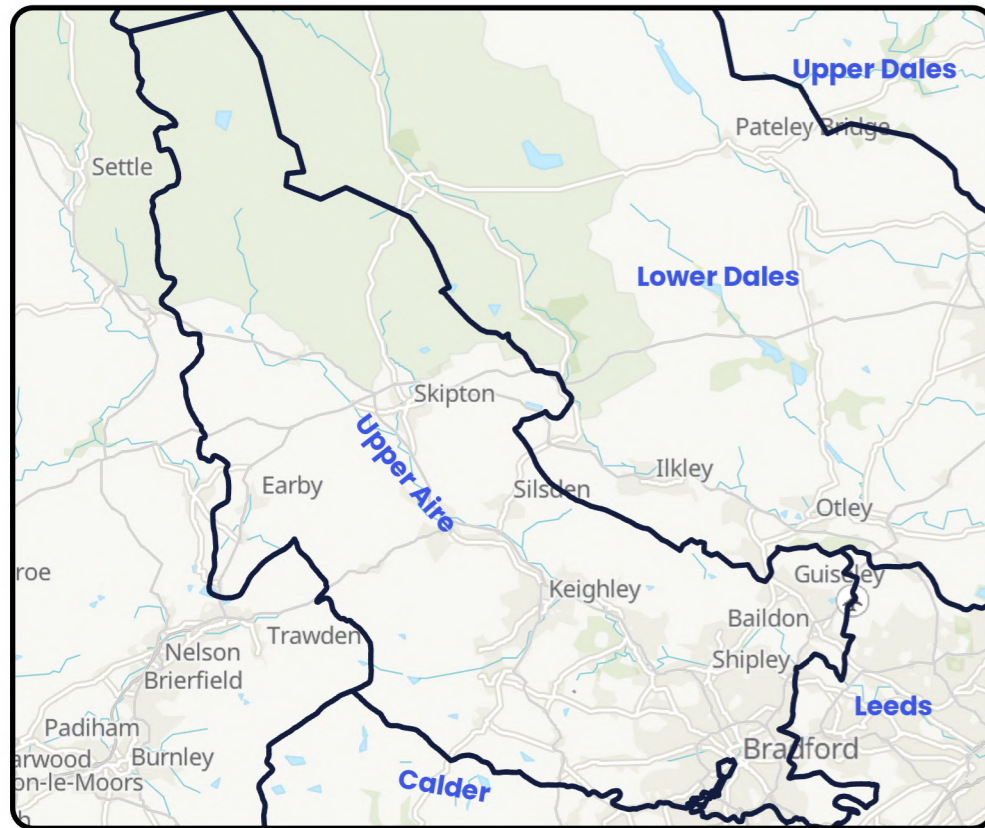 Upper Dales
Pateley Bridge
Settle
Lower Dales
Skipton
Upper Aire
Earby
Silsden
Ilkley
Otley
roe
Guiseley
Keighley
Baildon
Trawden
Nelson
Shipley
Brierfield
Leeds
Padiham
Bradford
arwood
Burnley
on-le-Moors
Calder
h